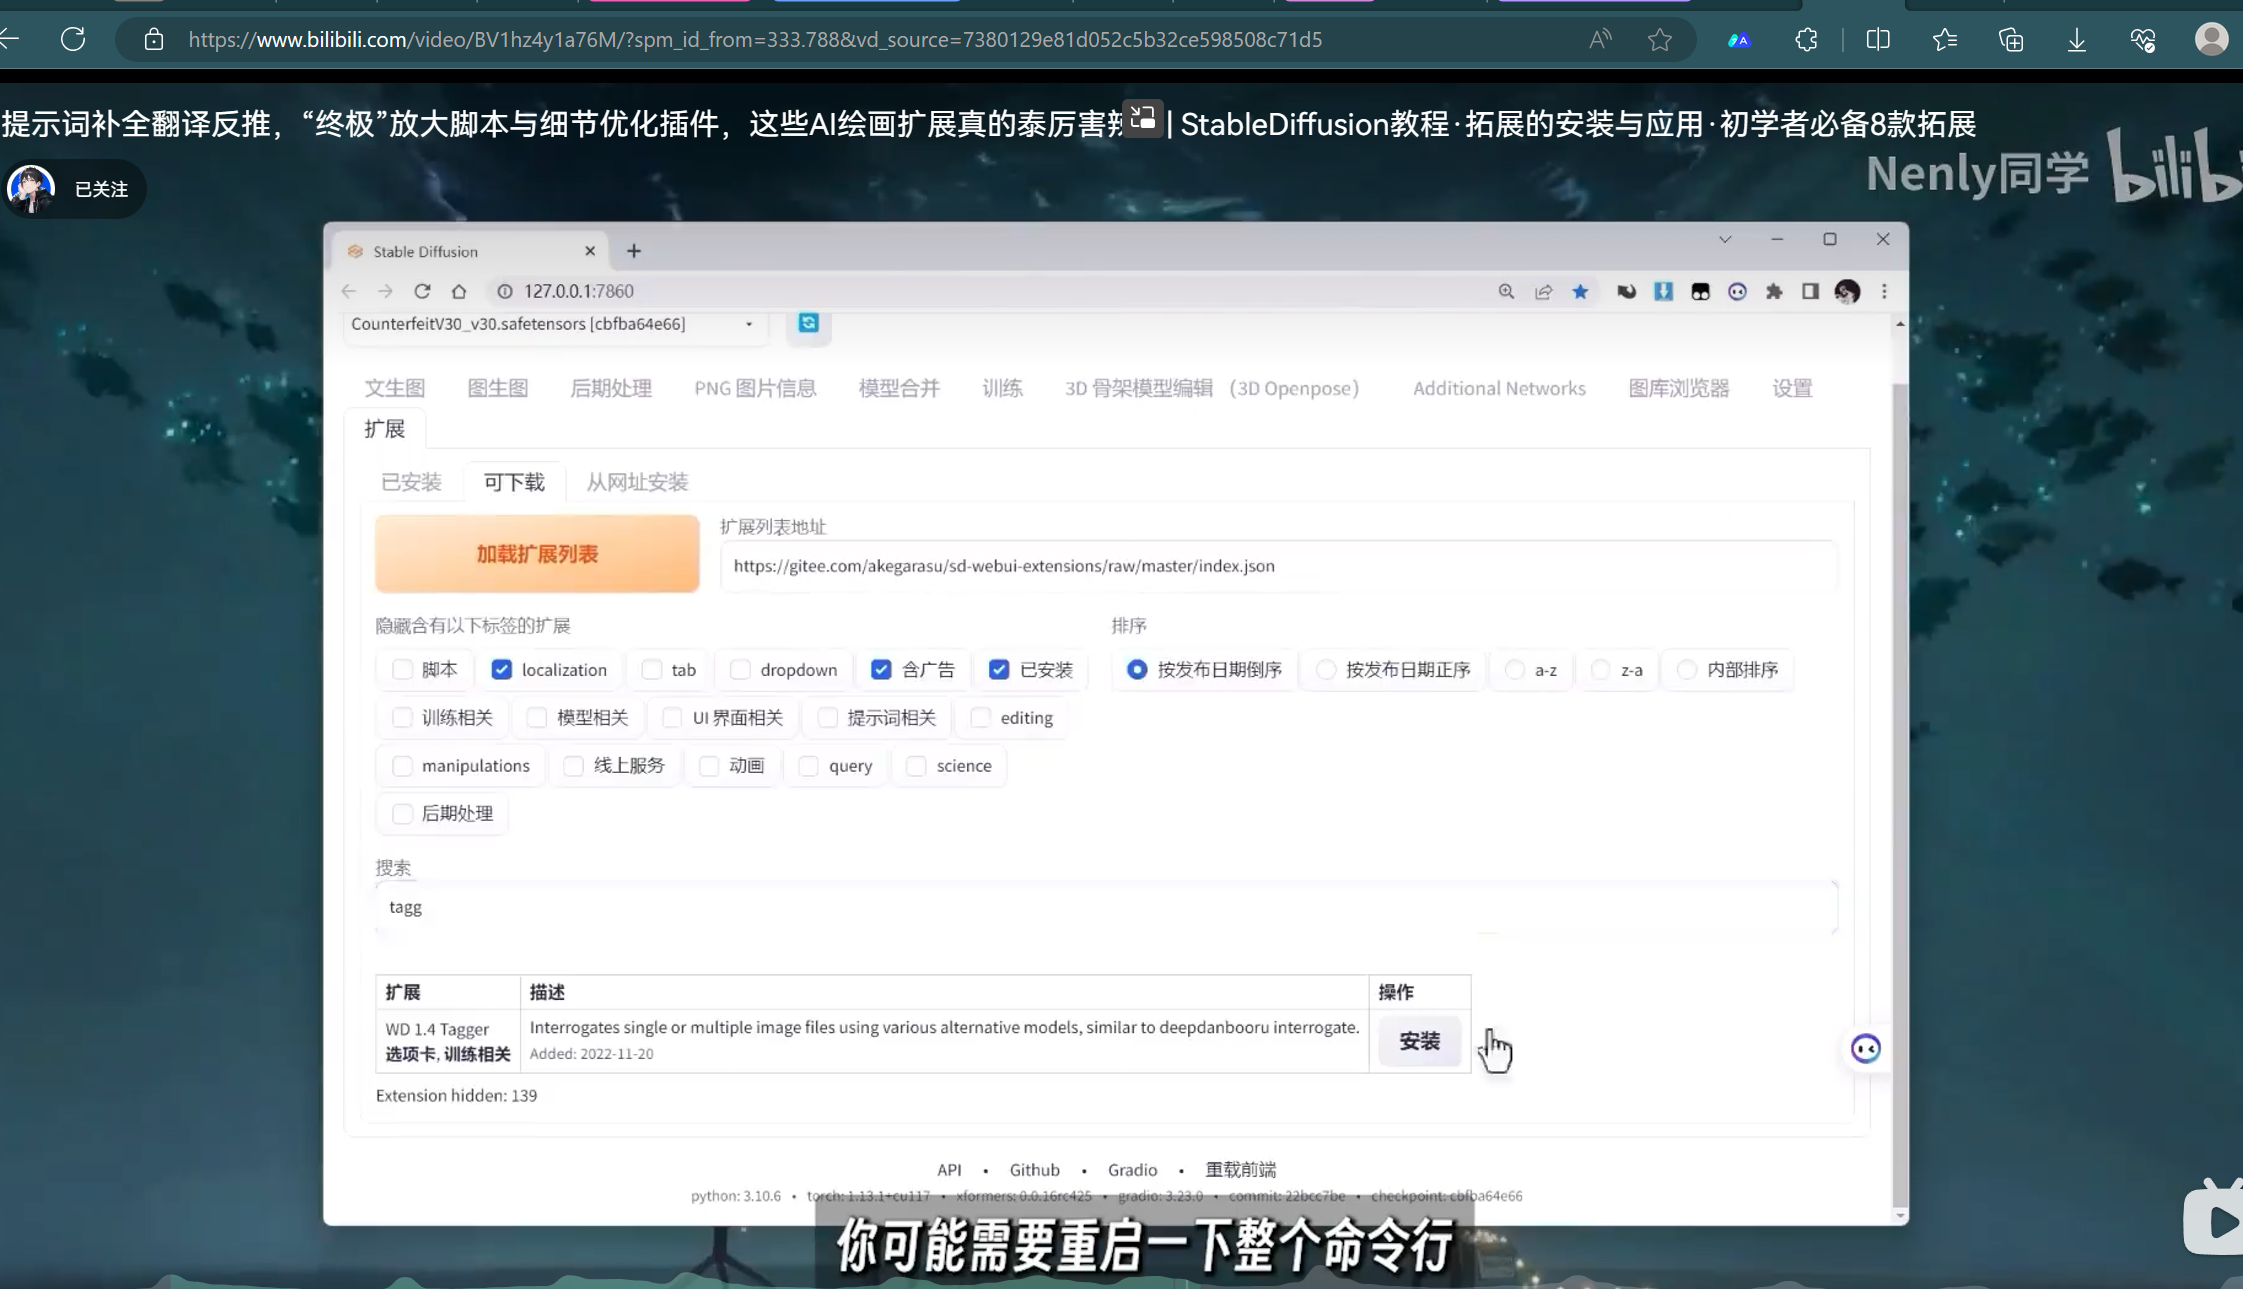 https://www.bilibili.com/video/BV1hz4y1a76M/?spm_id_from=333.788&vd_source=7380129e81d052c5b32ce598508c71d5
提示词补全翻译反推，“终极”放大脚本与细节优化插件，这些AI绘画扩展真的泰厉害辣 | StableDiffusion教程·拓展的安装与应用·初学者必备8款拓展
Nenly同学 bilibi
已关注
Stable Diffusion
127.0.0.1:7860
CounterfeitV30_v30.safetensors [cbfba64e66]
文生图 图生图 后期处理 PNG 图片信息 模型合并 训练 3D 骨架模型编辑 （3D Openpose） Additional Networks 图库浏览器 设置
扩展
已安装 可下载 从网址安装
加载扩展列表
扩展列表地址
https://gitee.com/akegarasu/sd-webui-extensions/raw/master/index.json
隐藏含有以下标签的扩展 排序
脚本 localization tab dropdown 含广告 已安装 按发布日期倒序 按发布日期正序 a-z z-a 内部排序
训练相关 模型相关 UI 界面相关 提示词相关 editing
manipulations 线上服务 动画 query science
后期处理
搜索
tagg
扩展 描述 操作
WD 1.4 Tagger Interrogates single or multiple image files using various alternative models, similar to deepdanbooru interrogate. 安装
选项卡, 训练相关 Added: 2022-11-20
Extension hidden: 139
API • Github • Gradio • 重载前端
python: 3.10.6 • torch: 1.13.1+cu117 • xformers: 0.0.16rc425 • gradio: 3.23.0 • commit: 22bcc7be • checkpoint: cbfba64e66
你可能需要重启一下整个命令行